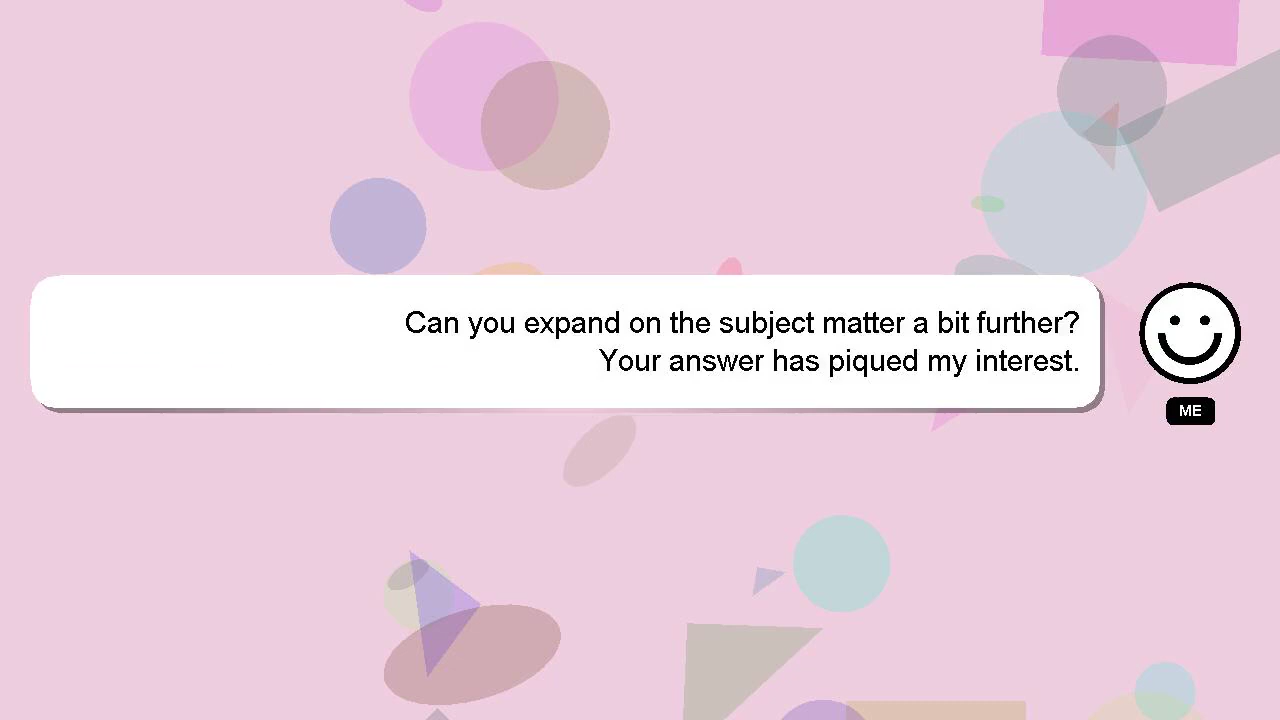 Can you expand on the subject matter a bit further?
Your answer has piqued my interest.
ME